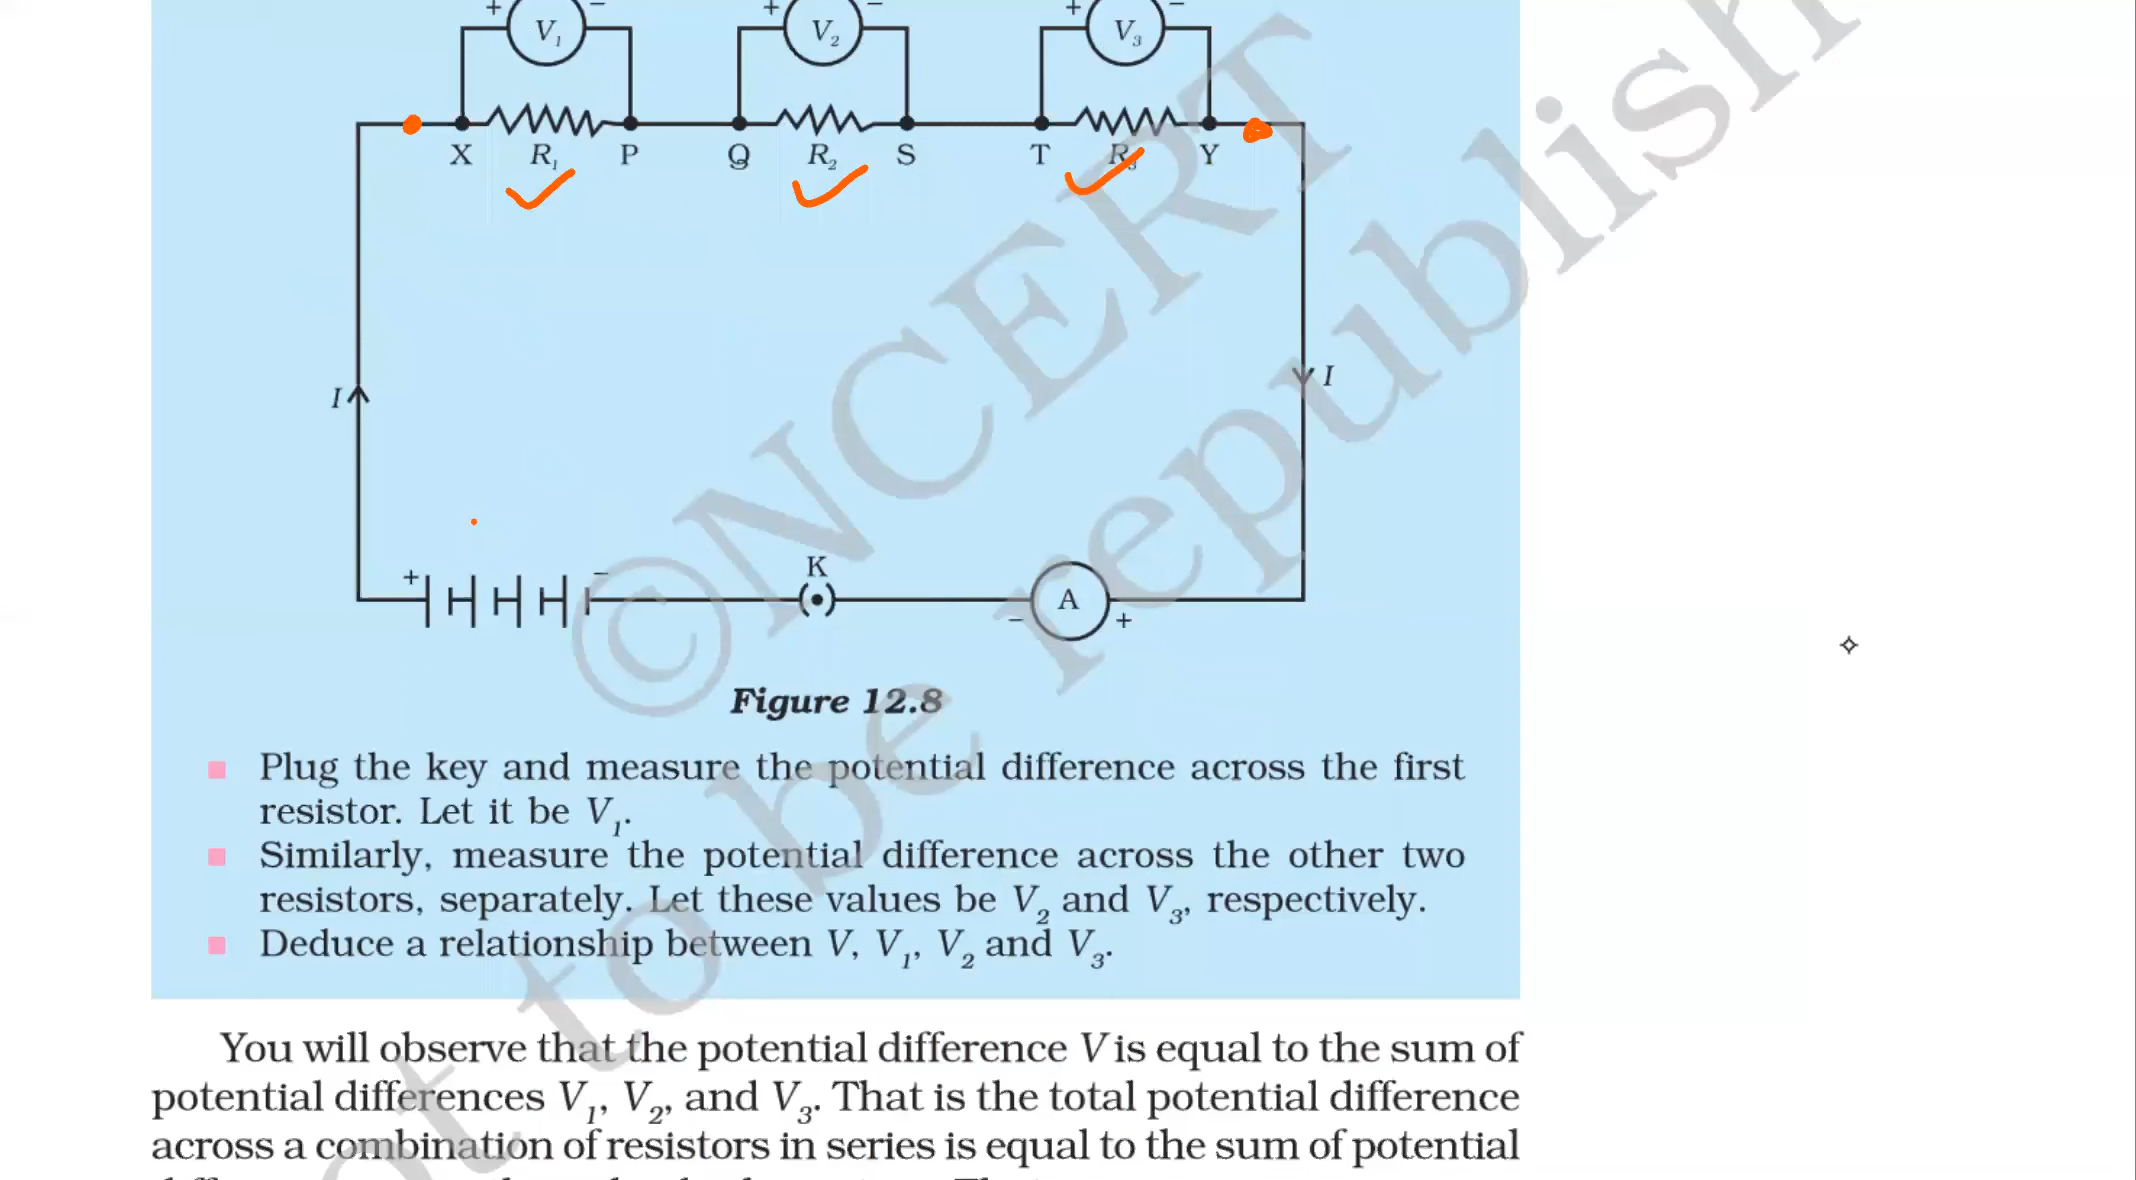 + V1 − + V2 − + V3 −
X R1 P Q R2 S T R3 Y
I I
+ − K − A +
Figure 12.8
Plug the key and measure the potential difference across the first
resistor. Let it be V1.
Similarly, measure the potential difference across the other two
resistors, separately. Let these values be V2 and V3, respectively.
Deduce a relationship between V, V1, V2 and V3.
You will observe that the potential difference V is equal to the sum of
potential differences V1, V2, and V3. That is the total potential difference
across a combination of resistors in series is equal to the sum of potential
©NCERT
not to be republish